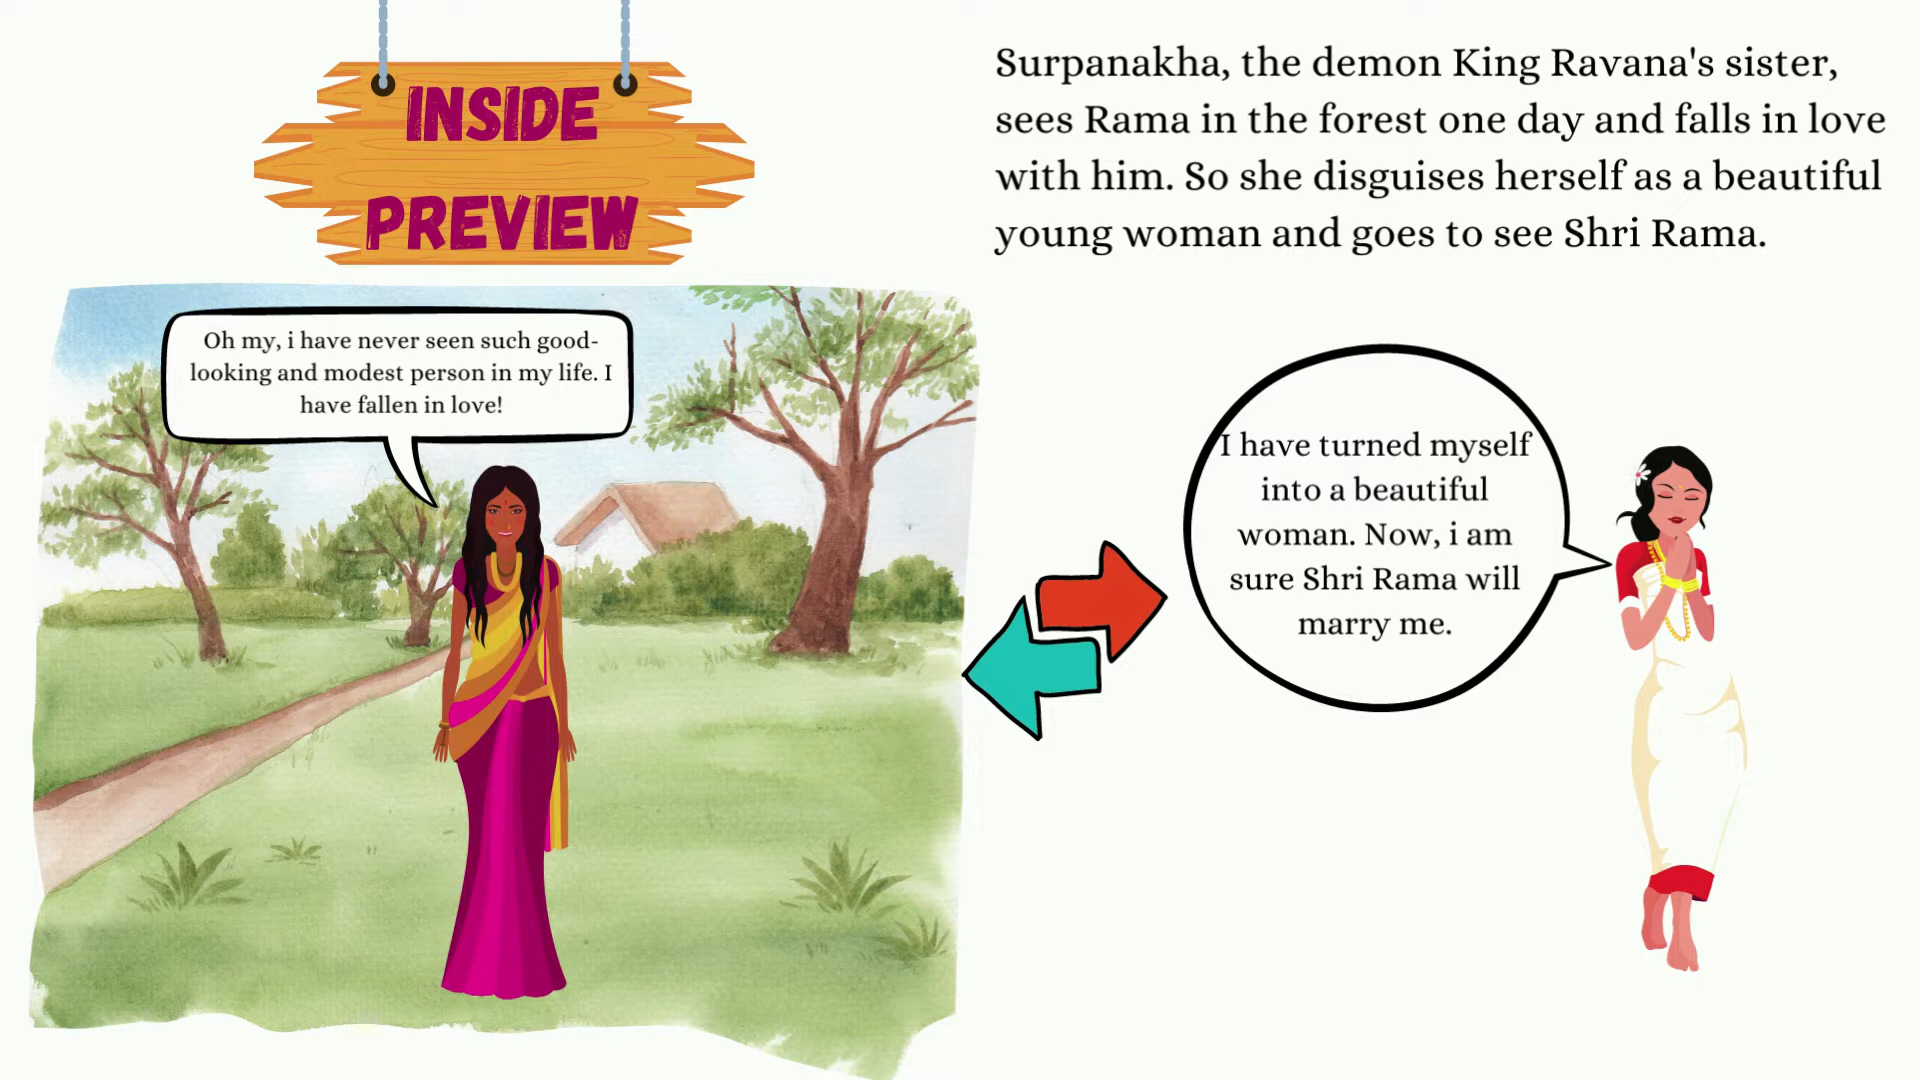 INSIDE
PREVIEW
Surpanakha, the demon King Ravana's sister,
sees Rama in the forest one day and falls in love
with him. So she disguises herself as a beautiful
young woman and goes to see Shri Rama.
Oh my, i have never seen such good-
looking and modest person in my life. I
have fallen in love!
I have turned myself
into a beautiful
woman. Now, i am
sure Shri Rama will
marry me.